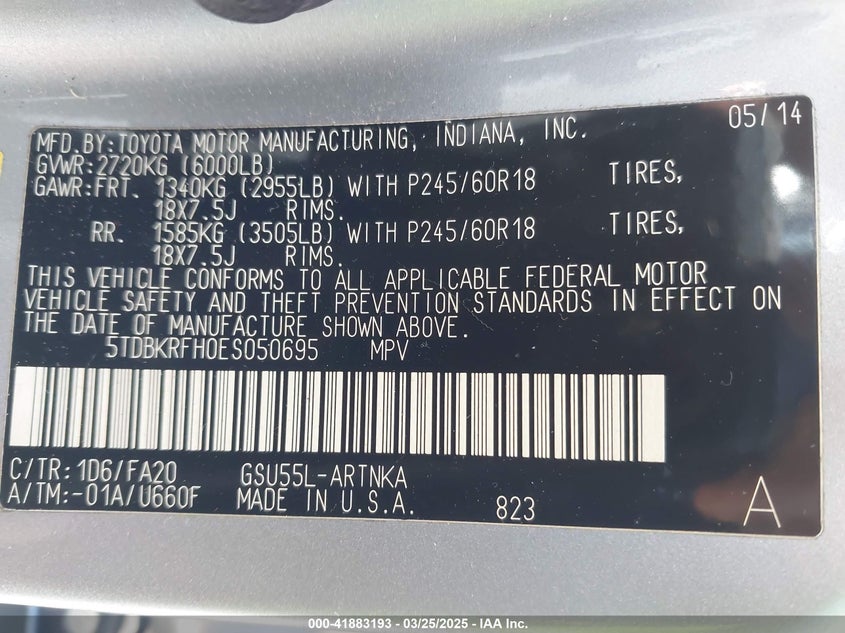 05/14
MFD.BY:TOYOTA MOTOR MANUFACTURING, INDIANA, INC.
GVWR:2720KG (6000LB)
GAWR:FRT. 1340KG (2955LB) WITH P245/60R18 TIRES,
18X7.5J RIMS.
RR. 1585KG (3505LB) WITH P245/60R18 TIRES,
18X7.5J RIMS.
THIS VEHICLE CONFORMS TO ALL APPLICABLE FEDERAL MOTOR
VEHICLE SAFETY AND THEFT PREVENTION STANDARDS IN EFFECT ON
THE DATE OF MANUFACTURE SHOWN ABOVE.
5TDBKRFH0ES050695 MPV
C/TR:1D6/FA20 GSU55L-ARTNKA
A/TM:-01A/U660F MADE IN U.S.A. 823 A
000-41883193 - 03/25/2025 - IAA Inc.